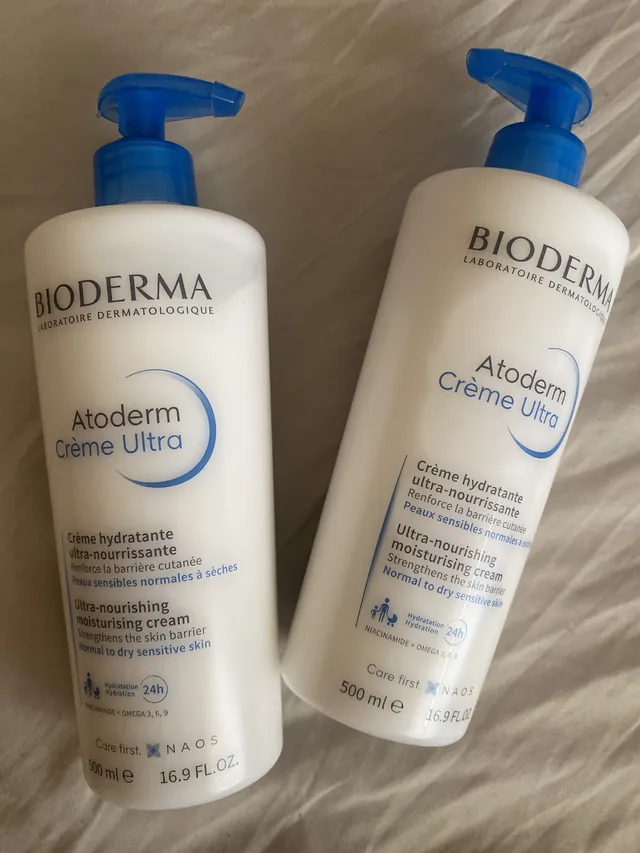 BIODERMA
LABORATOIRE DERMATOLOGIQUE
Atoderm
Crème Ultra
Crème hydratante
ultra-nourrissante
Renforce la barrière cutanée
Peaux sensibles normales à sèches
Ultra-nourishing
moisturising cream
Strengthens the skin barrier
Normal to dry sensitive skin
Hydratation
Hydration
24h
NIACINAMIDE + OMEGA 3, 6, 9
Care first.
NAOS
500 ml e
16.9 FL.OZ.
BIODERMA
LABORATOIRE DERMATOLOGIQUE
Atoderm
Crème Ultra
Crème hydratante
ultra-nourrissante
Renforce la barrière cutanée
Peaux sensibles normales à sèches
Ultra-nourishing
moisturising cream
Strengthens the skin barrier
Normal to dry sensitive skin
Hydratation
Hydration
24h
NIACINAMIDE + OMEGA 3, 6, 9
Care first.
NAOS
500 ml e
16.9 FL.OZ